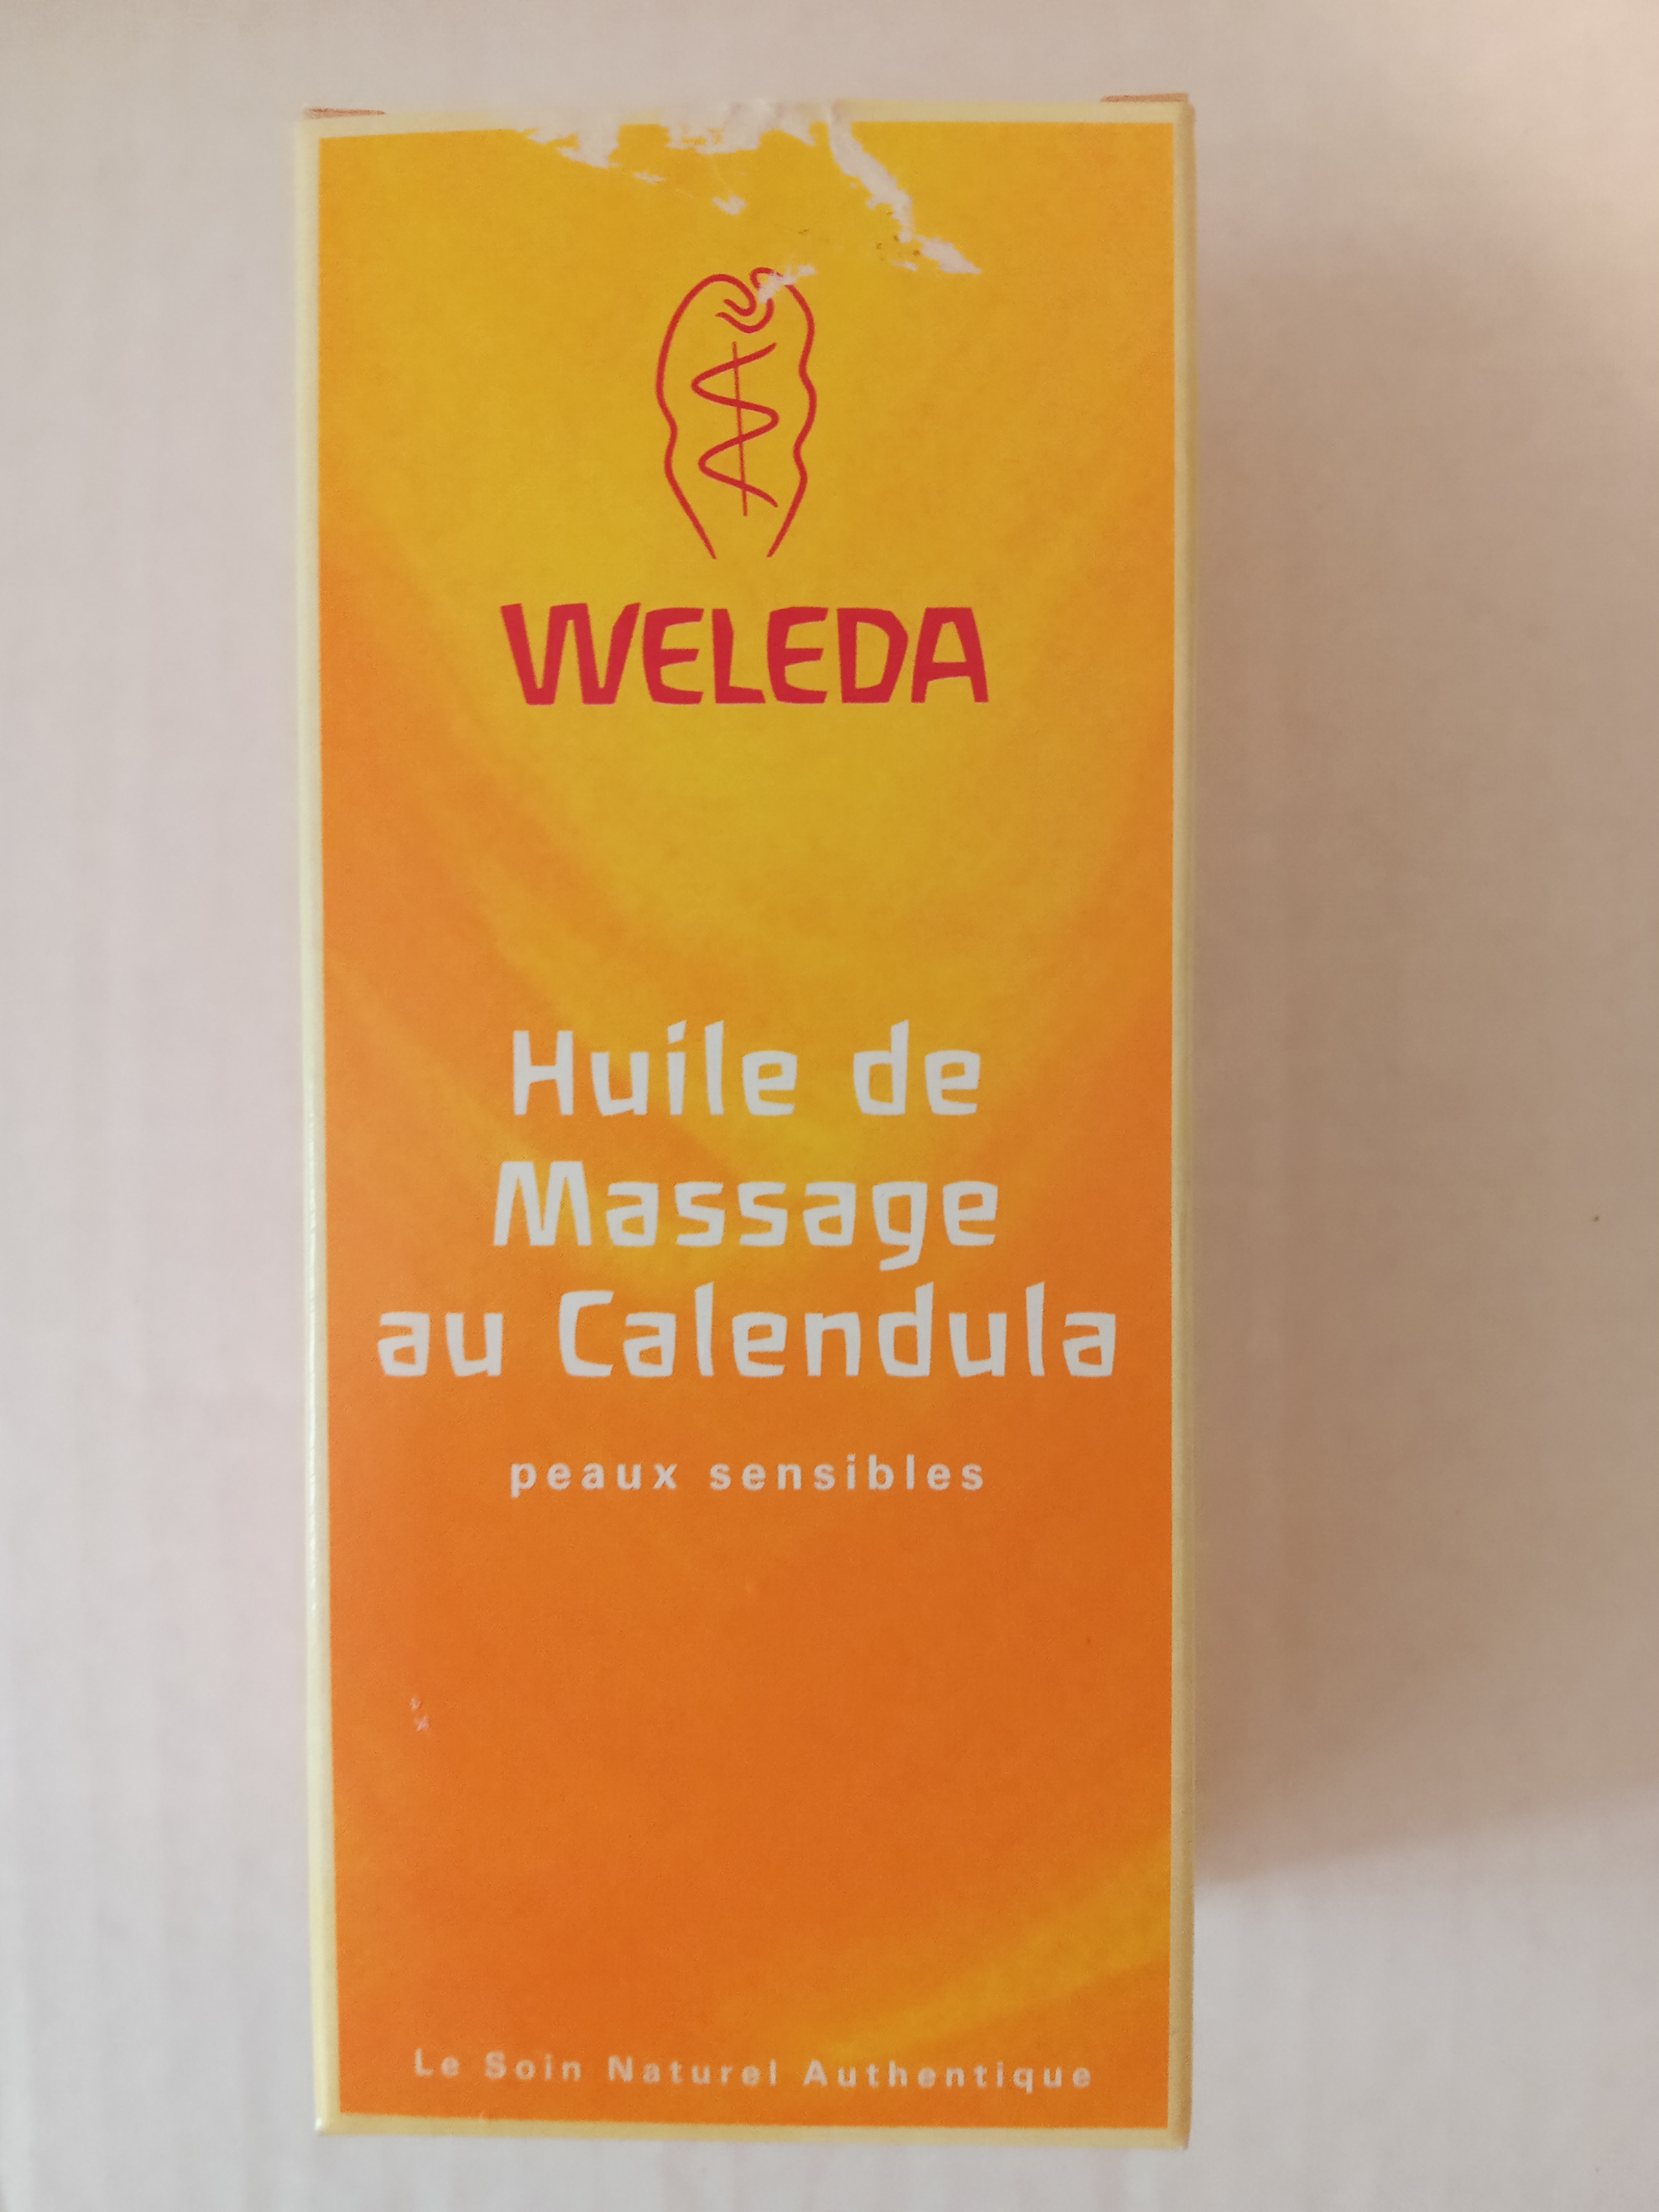 WELEDA
Huile de
Massage
au Calendula
peaux sensibles
Le Soin Naturel Authentique